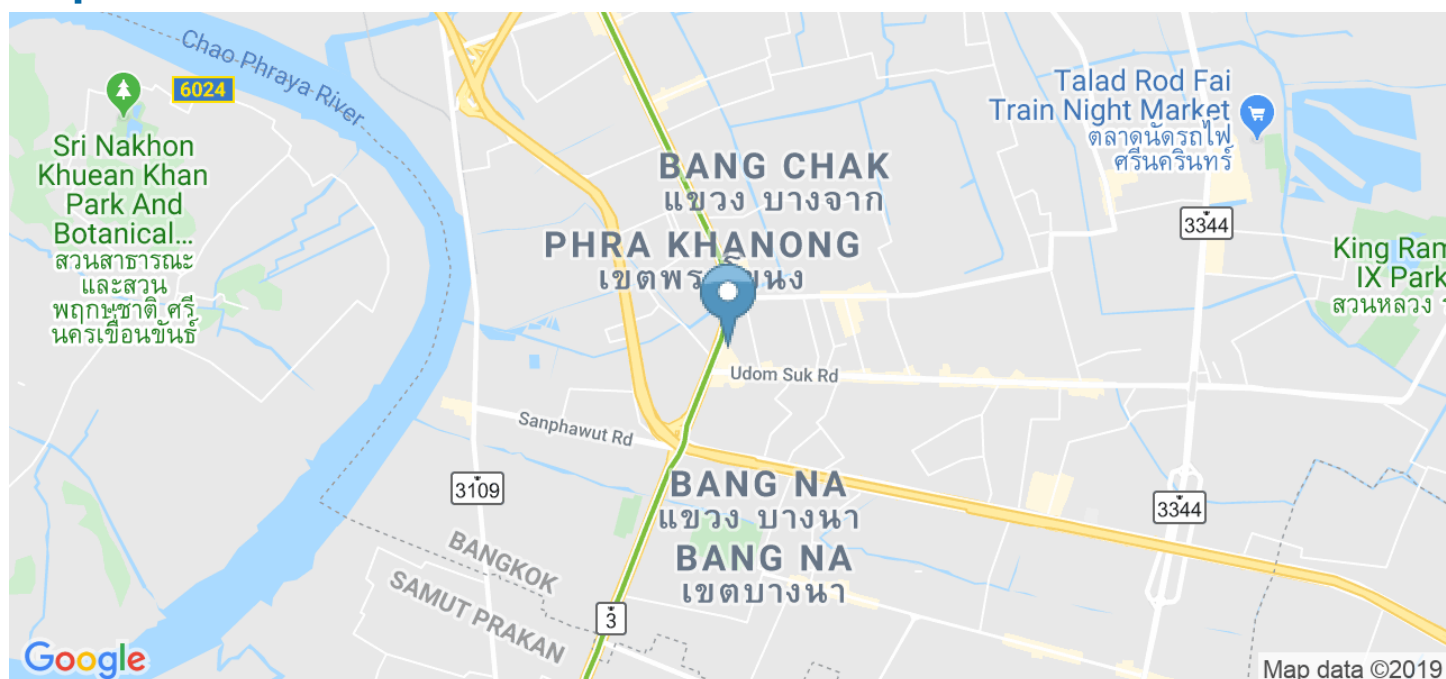 Chao Phraya River
6024
Sri Nakhon
Khuean Khan
Park And
Botanical...
สวนสาธารณะ
และสวน
พฤกษชาติ ศรี
นครเขื่อนขันธ์
Talad Rod Fai
Train Night Market
ตลาดนัดรถไฟ
ศรีนครินทร์
BANG CHAK
แขวง บางจาก
PHRA KHANONG
3344
King Ram
IX Park
สวนหลวง
Udom Suk Rd
Sanphawut Rd
3109
BANG NA
แขวง บางนา
3344
BANG NA
เขตบางนา
BANGKOK
SAMUT PRAKAN
3
Google
Map data ©2019